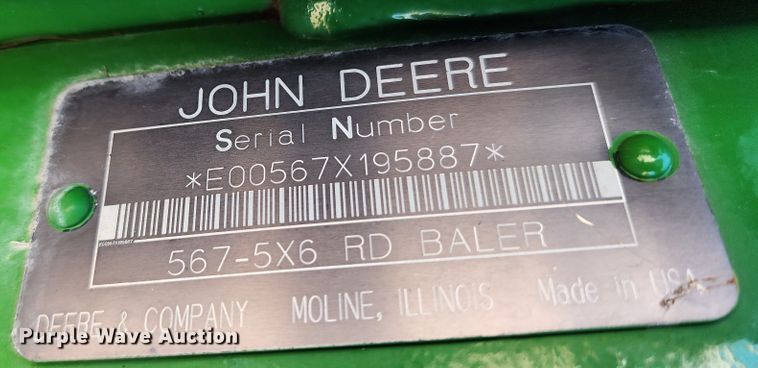 JOHN DEERE
Serial Number
*E00567X195887*
567-5X6 RD BALER
DEERE & COMPANY MOLINE, ILLINOIS Made in USA
Purple Wave Auction